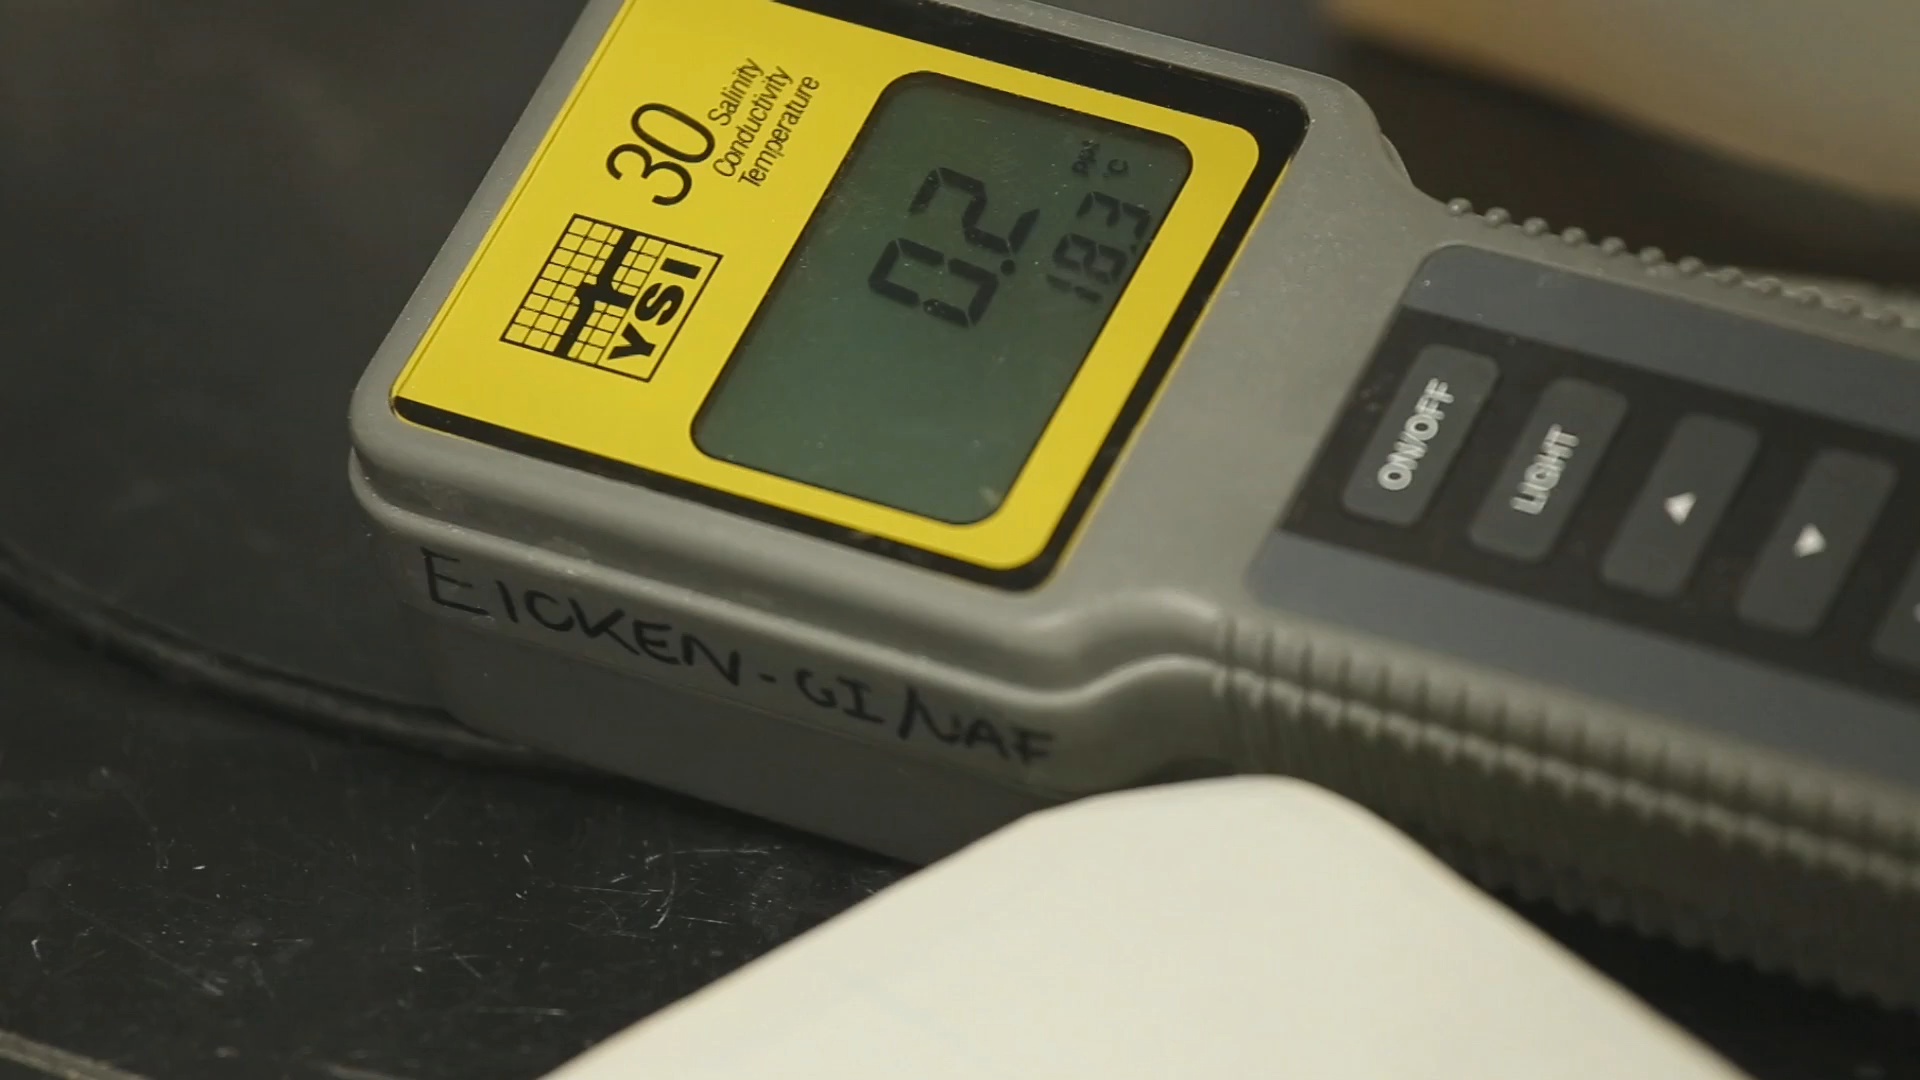 30
Salinity
Conductivity
Temperature
YSI
0.2 ppt
18.3 °C
ON/OFF
LIGHT
EICKEN-GI/NAF